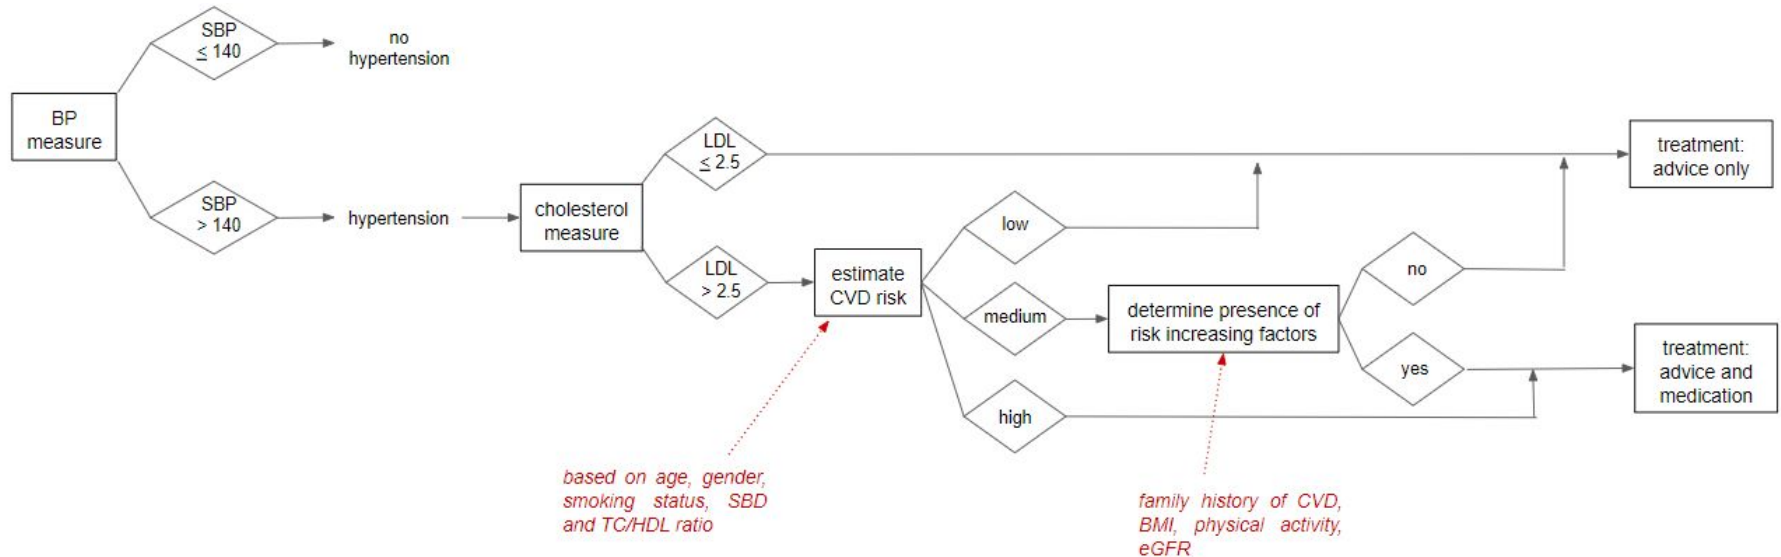 SBP
≤ 140
no
hypertension
BP
measure
SBP
> 140
hypertension
cholesterol
measure
LDL
≤ 2.5
LDL
> 2.5
estimate
CVD risk
low
medium
high
determine presence of
risk increasing factors
no
yes
treatment:
advice only
treatment:
advice and
medication
based on age, gender,
smoking status, SBD
and TC/HDL ratio
family history of CVD,
BMI, physical activity,
eGFR